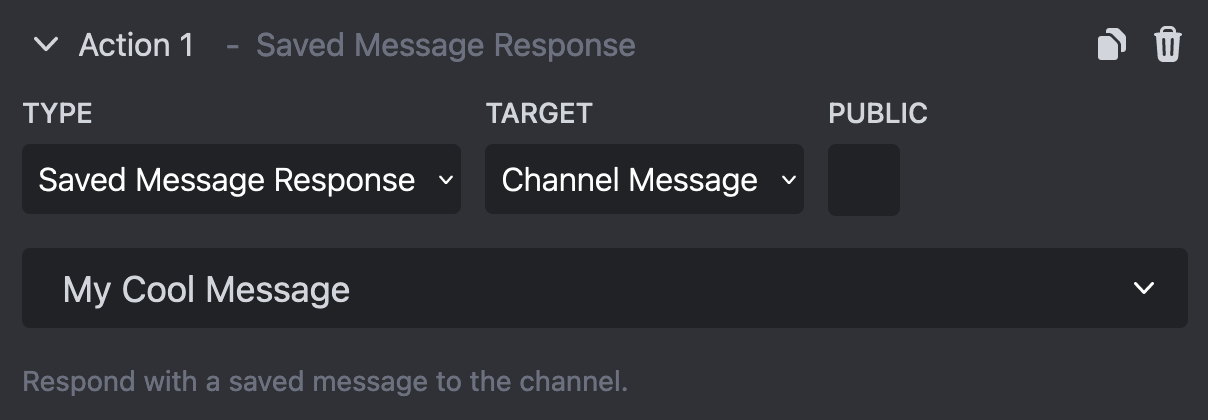 Action 1 - Saved Message Response
TYPE TARGET PUBLIC
Saved Message Response Channel Message
My Cool Message
Respond with a saved message to the channel.